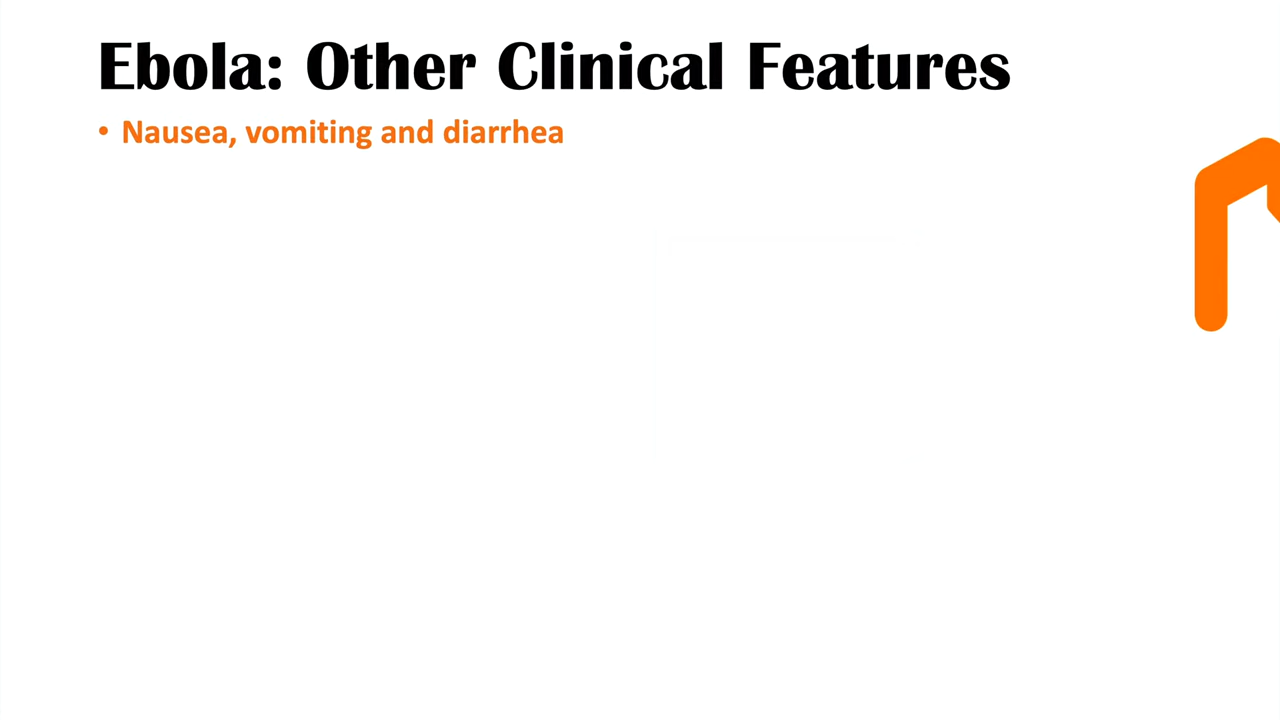 Ebola: Other Clinical Features
• Nausea, vomiting and diarrhea